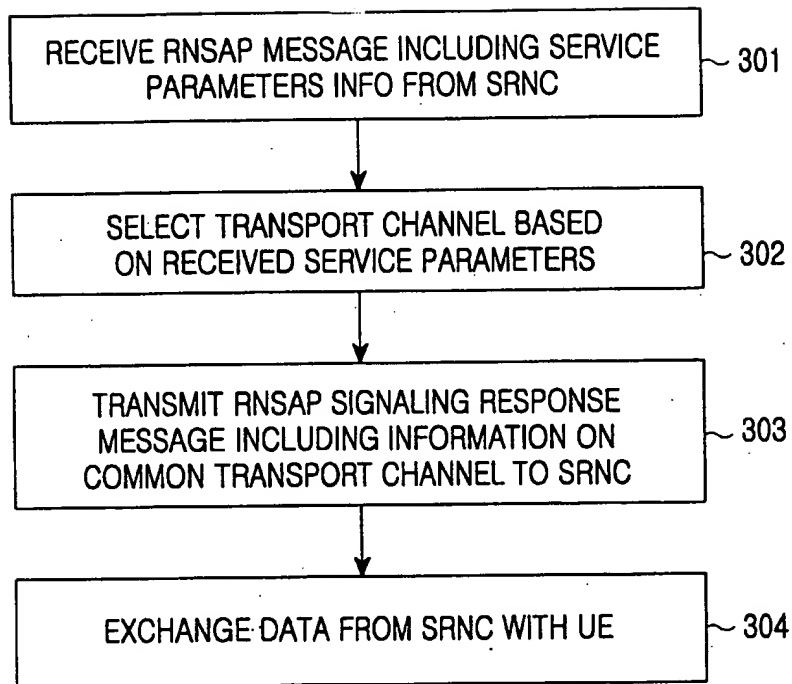 RECEIVE RNSAP MESSAGE INCLUDING SERVICE
PARAMETERS INFO FROM SRNC
301
SELECT TRANSPORT CHANNEL BASED
ON RECEIVED SERVICE PARAMETERS
302
TRANSMIT RNSAP SIGNALING RESPONSE
MESSAGE INCLUDING INFORMATION ON
COMMON TRANSPORT CHANNEL TO SRNC
303
EXCHANGE DATA FROM SRNC WITH UE
304